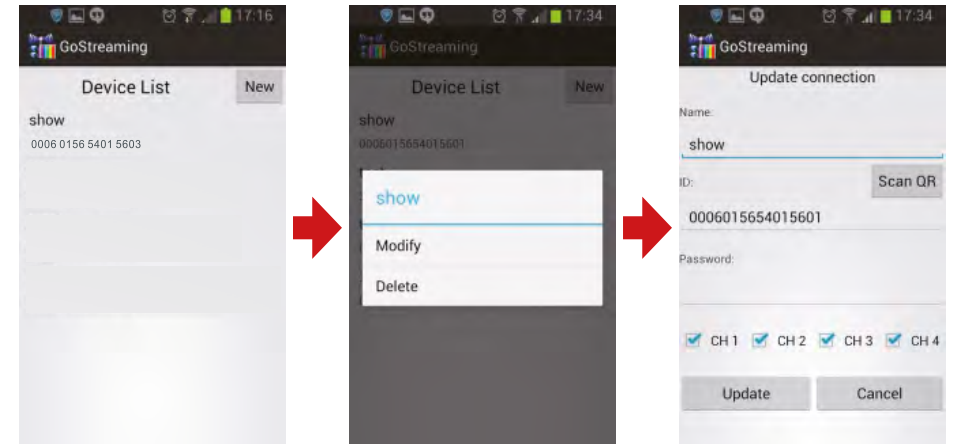 17:16
GoStreaming
Device List New
show
0006 0156 5401 5603
17:34
GoStreaming
Device List New
show
0006015654015601
show
Modify
Delete
17:34
GoStreaming
Update connection
Name:
show
ID: Scan QR
0006015654015601
Password:
CH 1 CH 2 CH 3 CH 4
Update Cancel